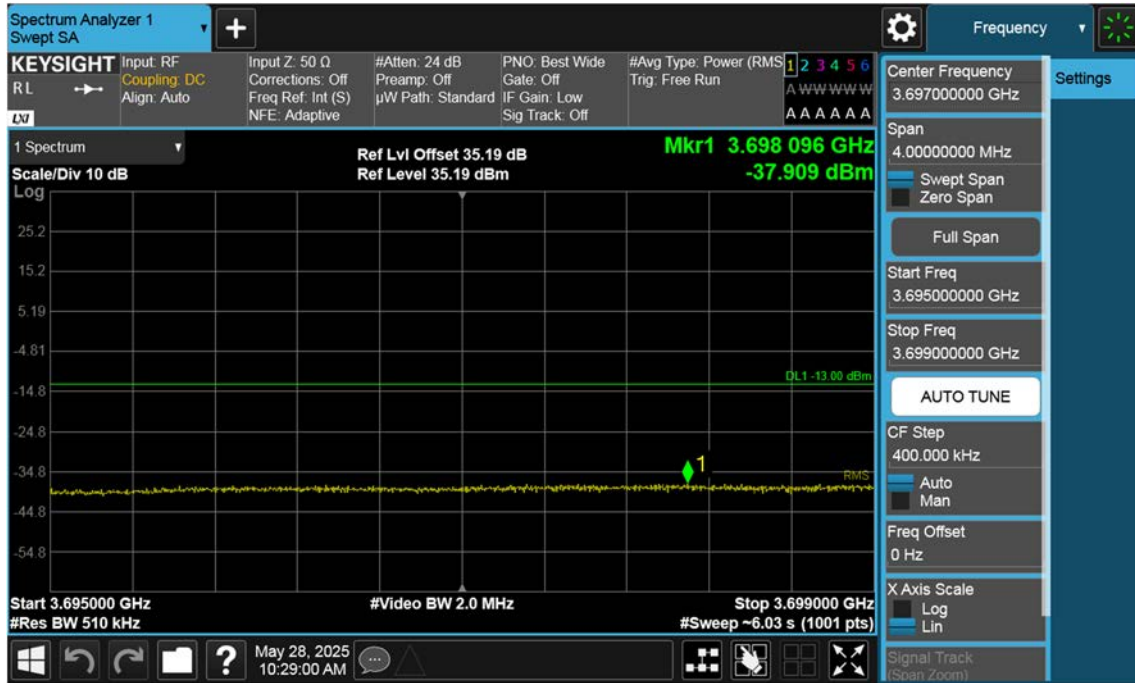 Spectrum Analyzer 1
Swept SA
Frequency
KEYSIGHT
R L
LXI
Input: RF
Coupling: DC
Align: Auto
Input Z: 50 Ω
Corrections: Off
Freq Ref: Int (S)
NFE: Adaptive
#Atten: 24 dB
Preamp: Off
µW Path: Standard
PNO: Best Wide
Gate: Off
IF Gain: Low
Sig Track: Off
#Avg Type: Power (RMS
Trig: Free Run
1 2 3 4 5 6
A W W W W W
A A A A A A
1 Spectrum
Scale/Div 10 dB
Log
Ref Lvl Offset 35.19 dB
Ref Level 35.19 dBm
Mkr1 3.698 096 GHz
-37.909 dBm
25.2
15.2
5.19
-4.81
DL1 -13.00 dBm
-14.8
-24.8
-34.8
1
RMS
-44.8
-54.8
Start 3.695000 GHz
#Res BW 510 kHz
#Video BW 2.0 MHz
Stop 3.699000 GHz
#Sweep ~6.03 s (1001 pts)
?
May 28, 2025
10:29:00 AM
Center Frequency
3.697000000 GHz
Settings
Span
4.00000000 MHz
Swept Span
Zero Span
Full Span
Start Freq
3.695000000 GHz
Stop Freq
3.699000000 GHz
AUTO TUNE
CF Step
400.000 kHz
Auto
Man
Freq Offset
0 Hz
X Axis Scale
Log
Lin
Signal Track
(Span Zoom)